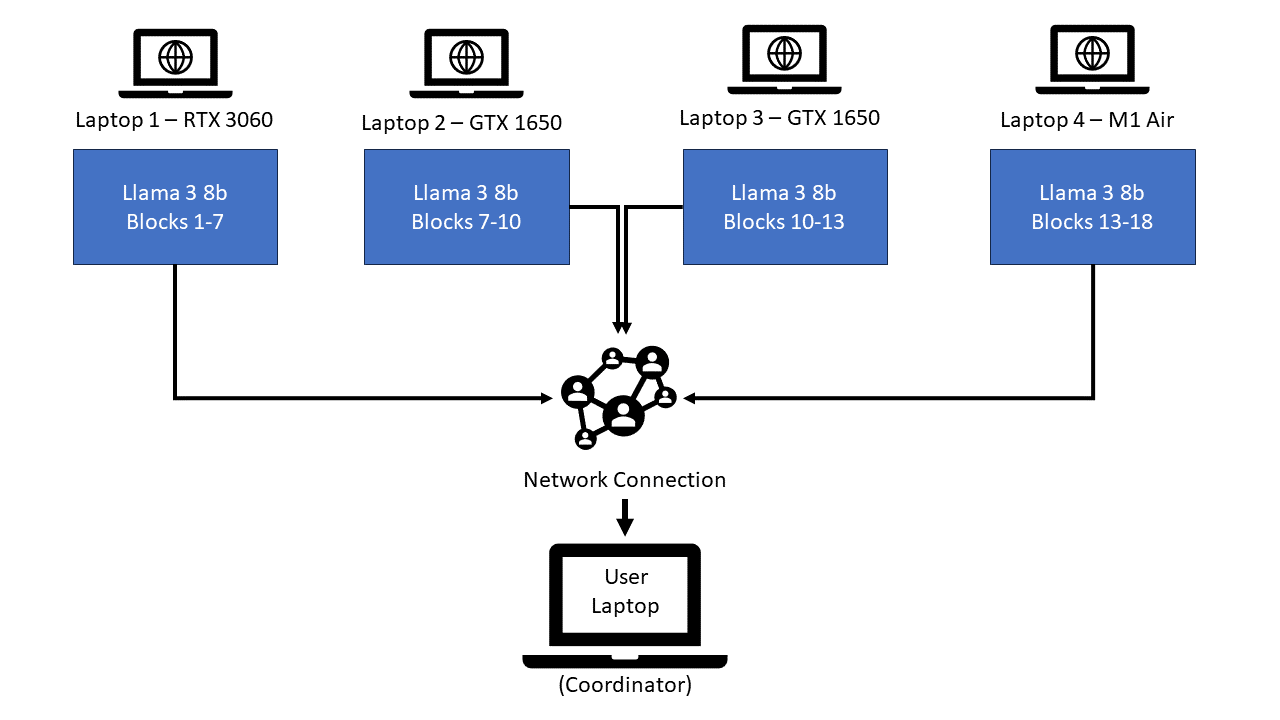 Laptop 1 – RTX 3060
Laptop 2 – GTX 1650
Laptop 3 – GTX 1650
Laptop 4 – M1 Air
Llama 3 8b
Blocks 1-7
Llama 3 8b
Blocks 7-10
Llama 3 8b
Blocks 10-13
Llama 3 8b
Blocks 13-18
Network Connection
User
Laptop
(Coordinator)